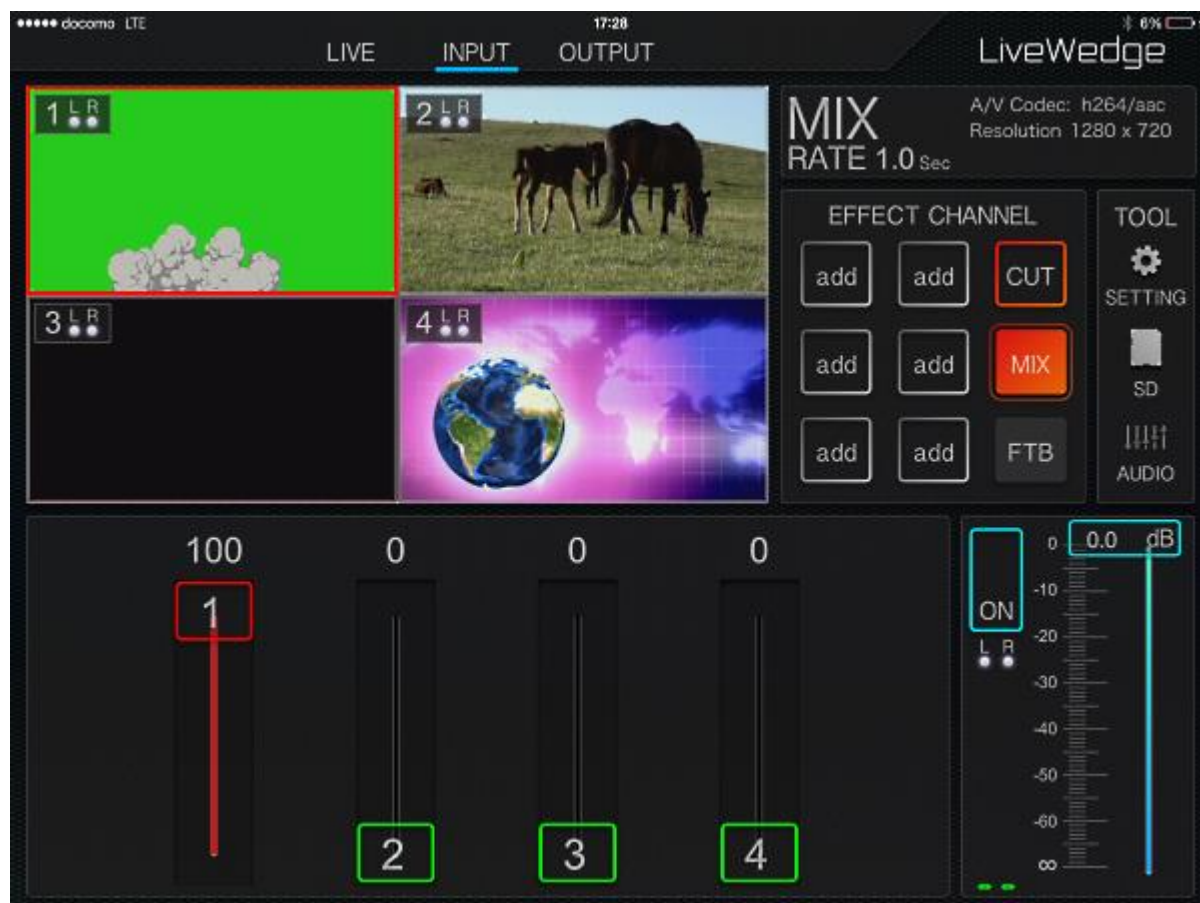 docomo LTE 17:28 6%
LIVE INPUT OUTPUT LiveWedge
1 L R
2 L R
3 L R
4 L R
MIX
RATE 1.0 Sec
A/V Codec: h264/aac
Resolution 1280 x 720
EFFECT CHANNEL
add add CUT
add add MIX
add add FTB
TOOL
SETTING
SD
AUDIO
100 0 0 0
1
2 3 4
ON
L R
0.0 dB
0
-10
-20
-30
-40
-50
-60
∞